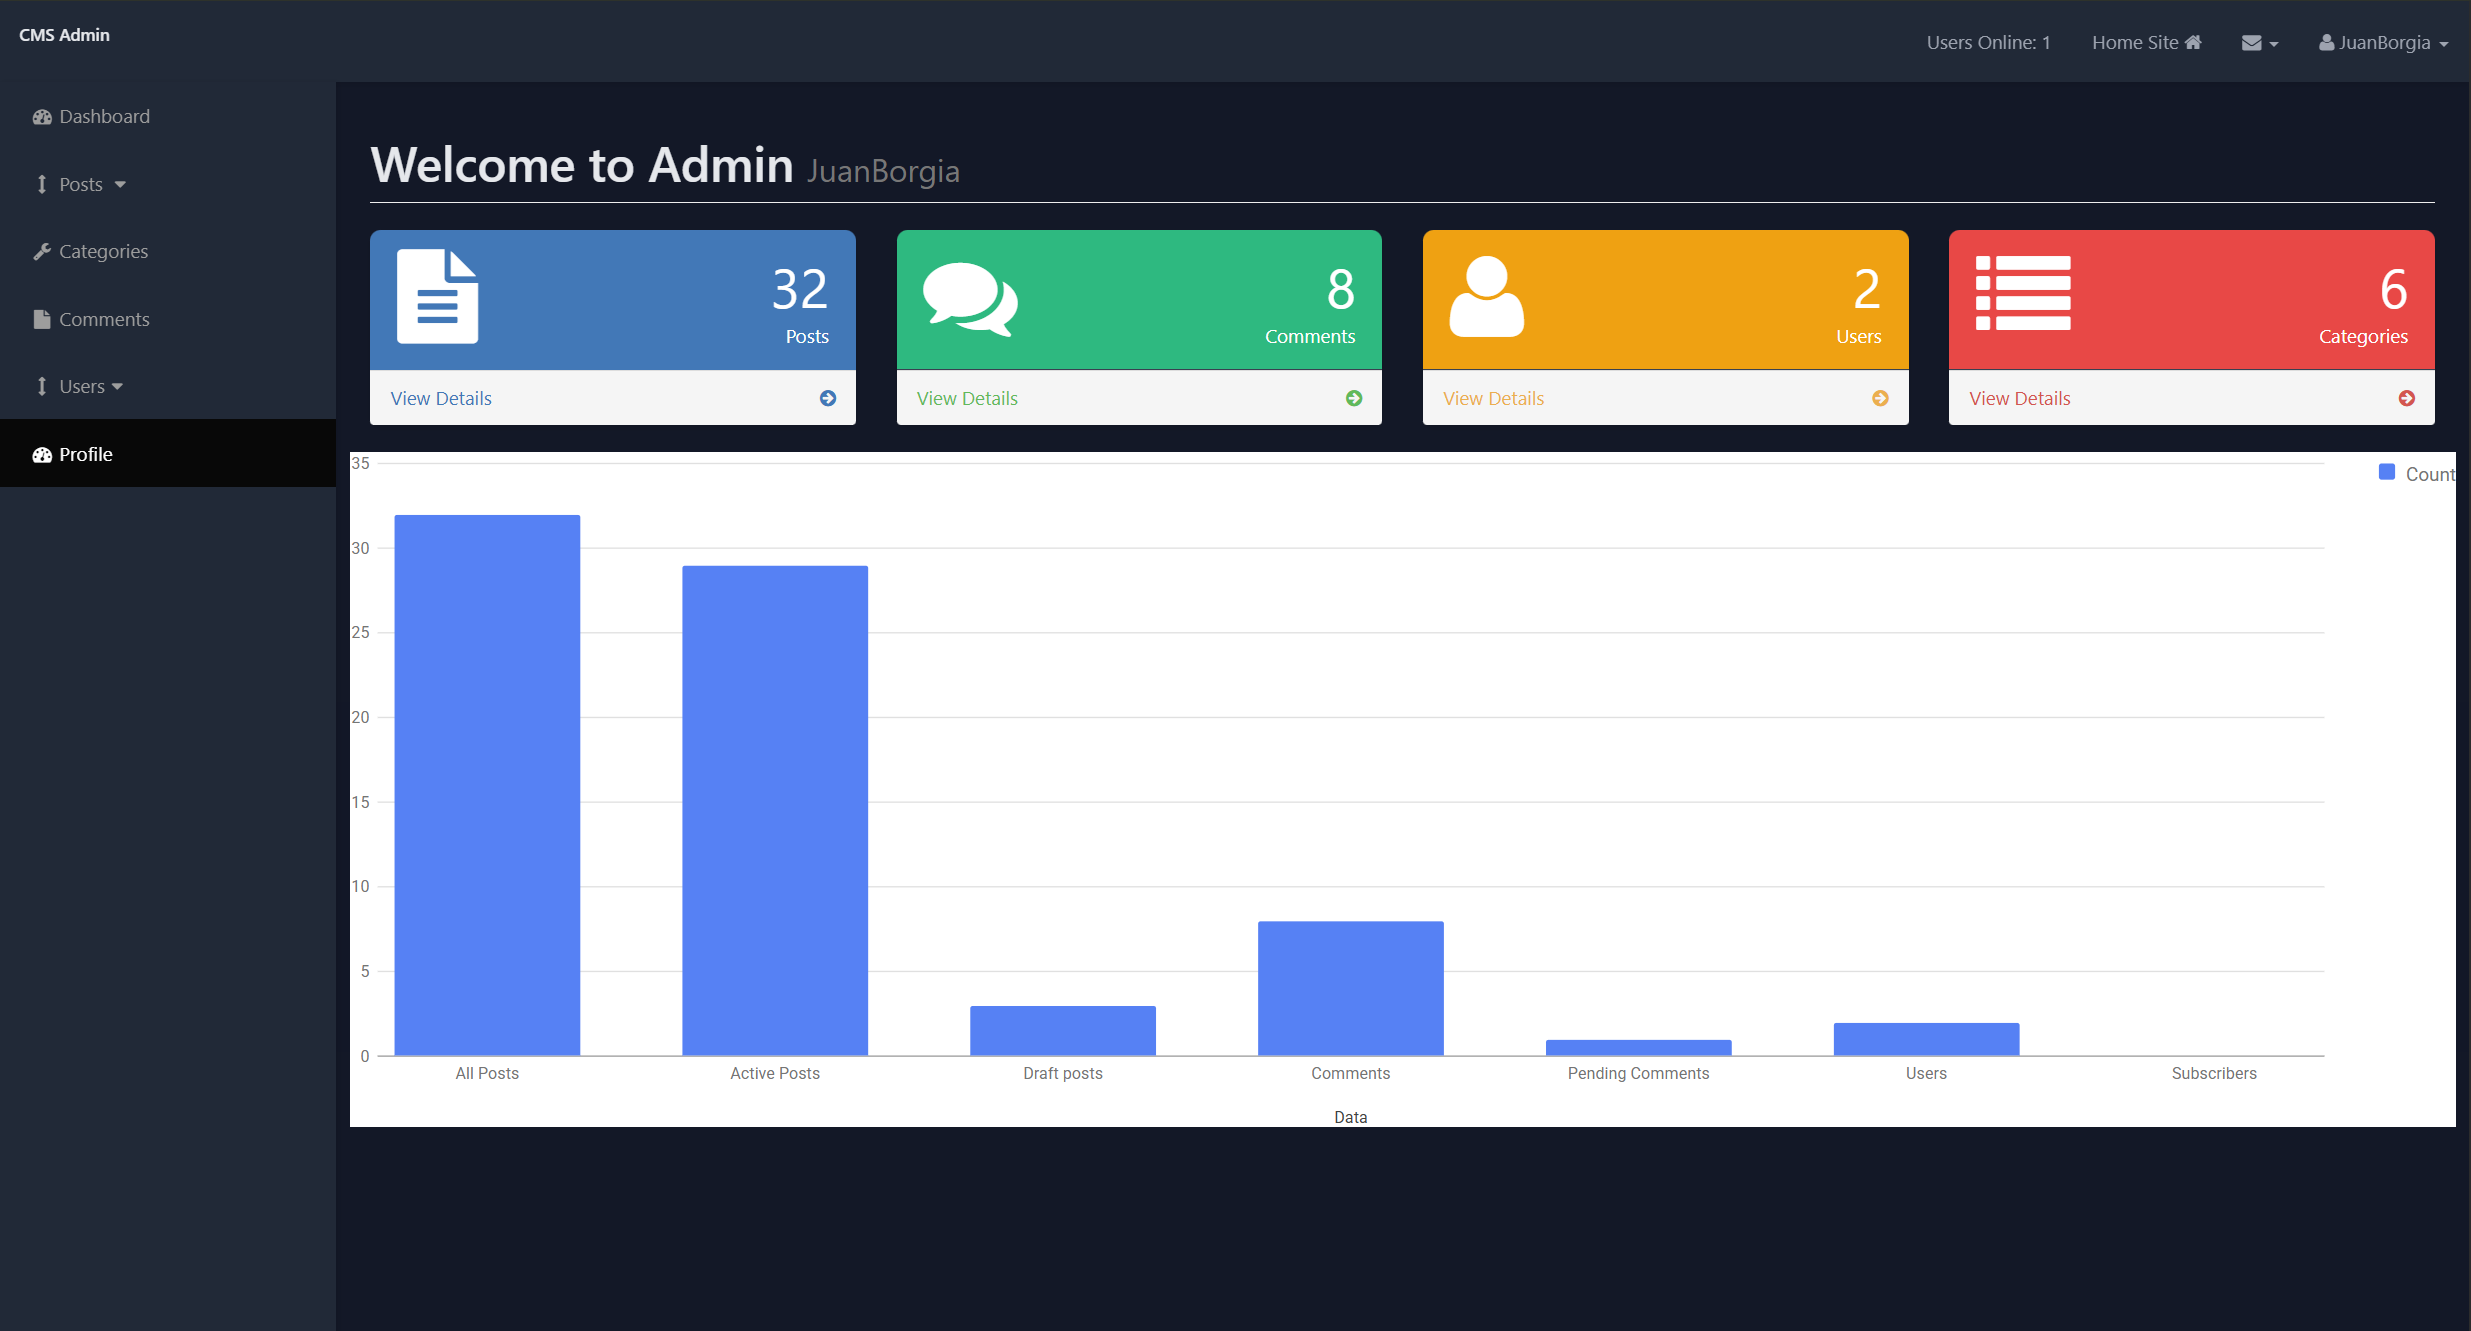 CMS Admin
Users Online: 1
Home Site
JuanBorgia
Dashboard
Posts
Categories
Comments
Users
Profile
Welcome to Admin JuanBorgia
32
Posts
View Details
8
Comments
View Details
2
Users
View Details
6
Categories
View Details
Count
35
30
25
20
15
10
5
0
All Posts
Active Posts
Draft posts
Comments
Pending Comments
Users
Subscribers
Data